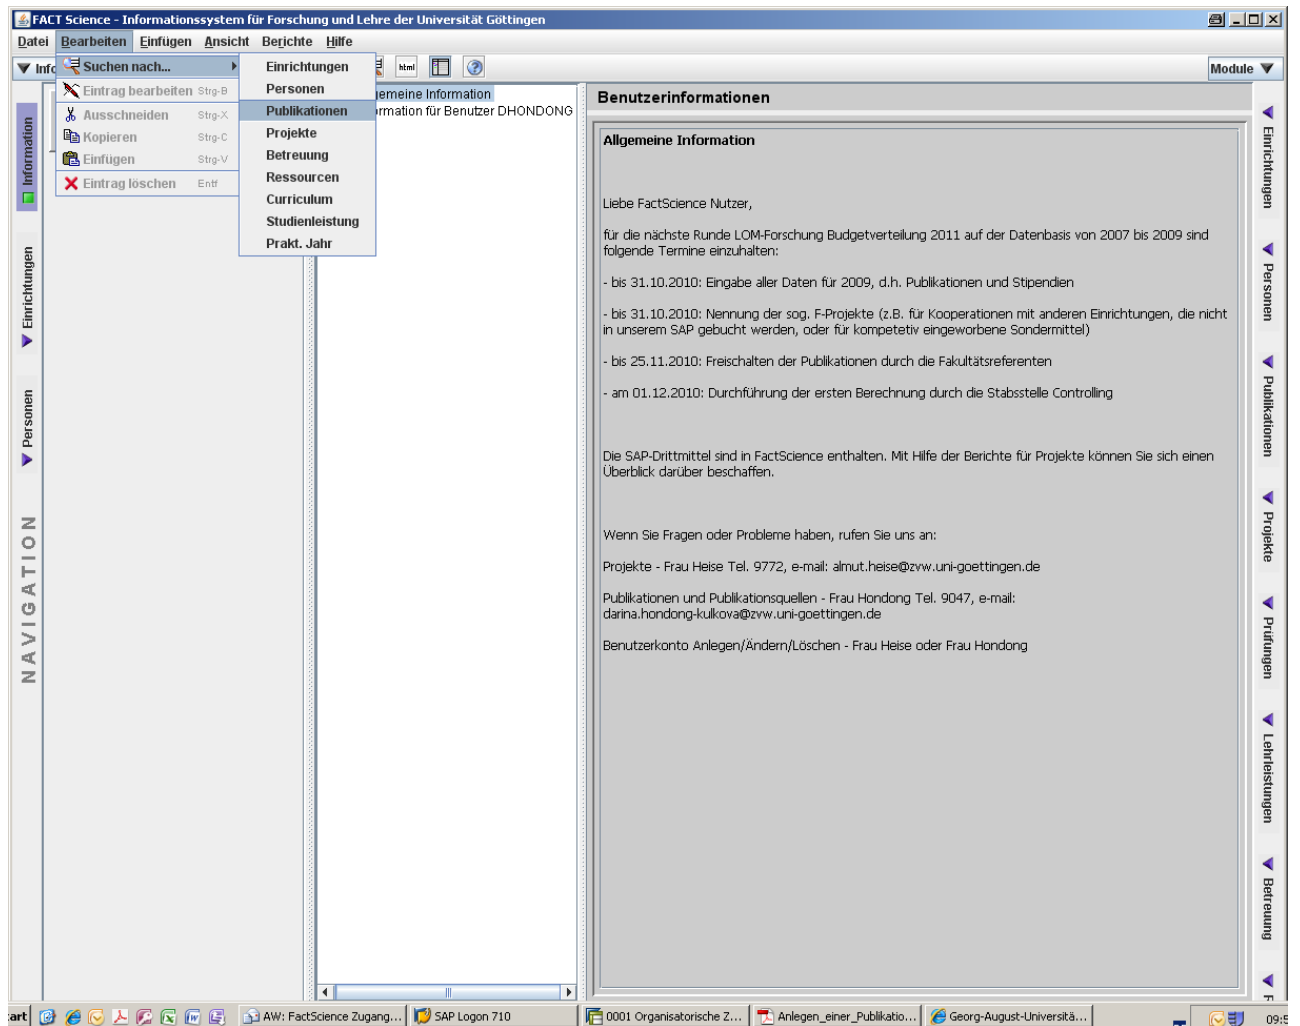 FACT Science - Informationssystem für Forschung und Lehre der Universität Göttingen
Datei Bearbeiten Einfügen Ansicht Berichte Hilfe
html
Module
Suchen nach...
Eintrag bearbeiten Strg-B
Ausschneiden Strg-X
Kopieren Strg-C
Einfügen Strg-V
Eintrag löschen Entf
Einrichtungen
Personen
Publikationen
Projekte
Betreuung
Ressourcen
Curriculum
Studienleistung
Prakt. Jahr
Information
Einrichtungen
Personen
NAVIGATION
gemeine Information
rmation für Benutzer DHONDONG
Benutzerinformationen
Allgemeine Information
Liebe FactScience Nutzer,
für die nächste Runde LOM-Forschung Budgetverteilung 2011 auf der Datenbasis von 2007 bis 2009 sind
folgende Termine einzuhalten:
- bis 31.10.2010: Eingabe aller Daten für 2009, d.h. Publikationen und Stipendien
- bis 31.10.2010: Nennung der sog. F-Projekte (z.B. für Kooperationen mit anderen Einrichtungen, die nicht
in unserem SAP gebucht werden, oder für kompetetiv eingeworbene Sondermittel)
- bis 25.11.2010: Freischalten der Publikationen durch die Fakultätsreferenten
- am 01.12.2010: Durchführung der ersten Berechnung durch die Stabsstelle Controlling
Die SAP-Drittmittel sind in FactScience enthalten. Mit Hilfe der Berichte für Projekte können Sie sich einen
Überblick darüber beschaffen.
Wenn Sie Fragen oder Probleme haben, rufen Sie uns an:
Projekte - Frau Heise Tel. 9772, e-mail: almut.heise@zvw.uni-goettingen.de
Publikationen und Publikationsquellen - Frau Hondong Tel. 9047, e-mail:
darina.hondong-kulkova@zvw.uni-goettingen.de
Benutzerkonto Anlegen/Ändern/Löschen - Frau Heise oder Frau Hondong
Einrichtungen
Personen
Publikationen
Projekte
Prüfungen
Lehrleistungen
Betreuung
art
AW: FactScience Zugang...
SAP Logon 710
0001 Organisatorische Z...
Anlegen_einer_Publikatio...
Georg-August-Universitä...